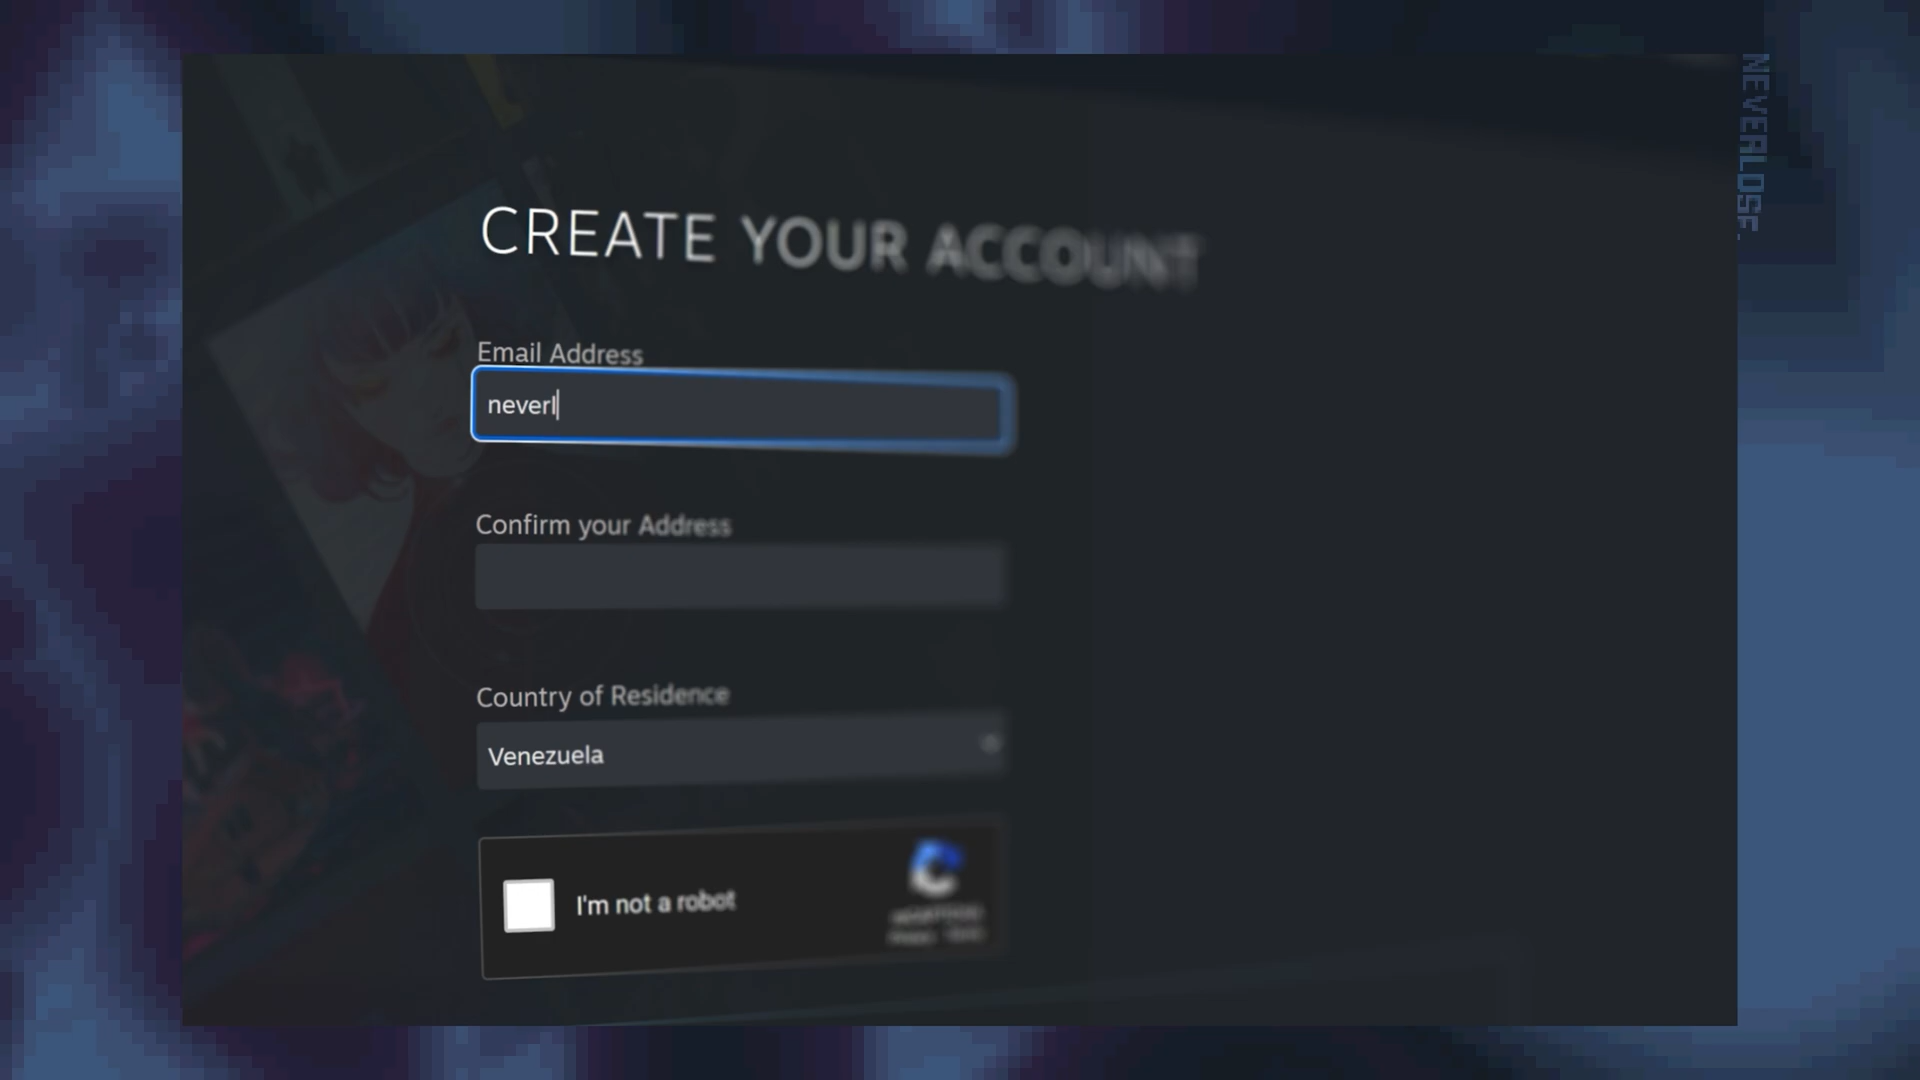 NEVERLOSE
CREATE YOUR ACCOUNT
Email Address
neverl
Confirm your Address
Country of Residence
Venezuela
I'm not a robot